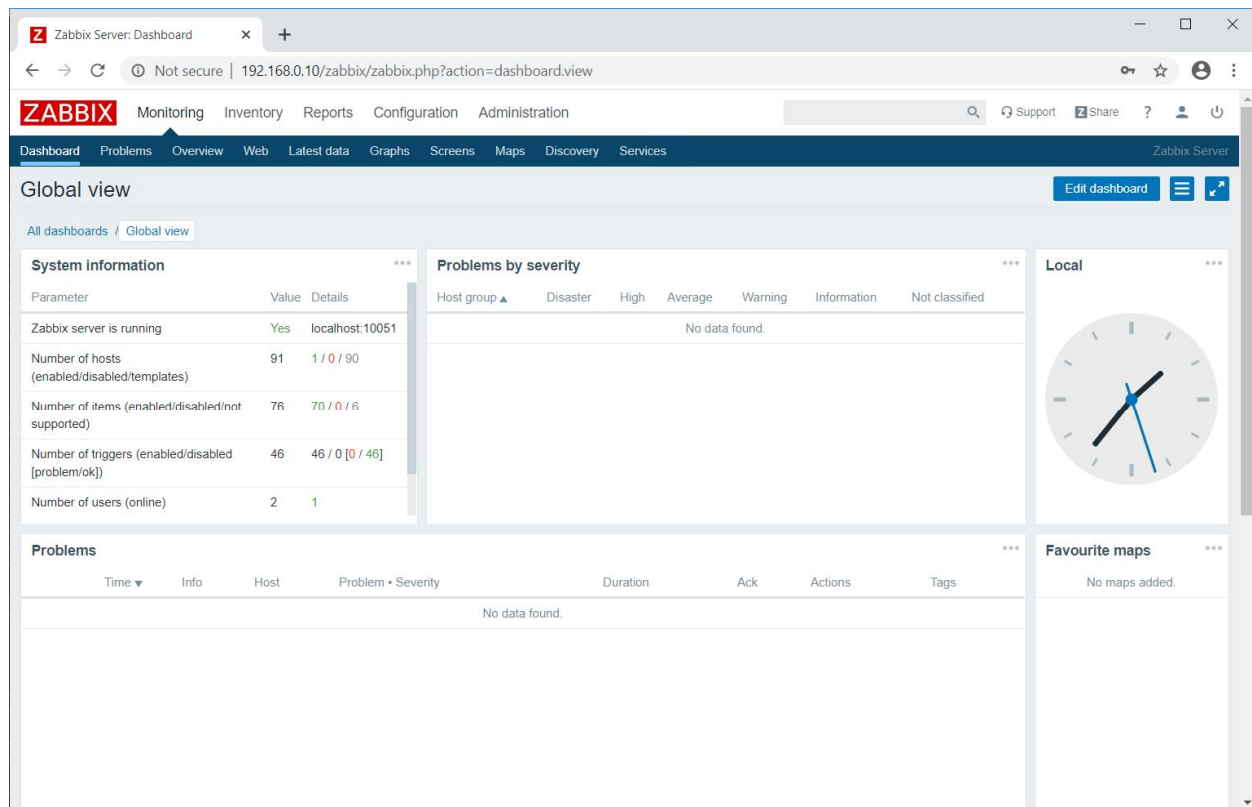 Z Zabbix Server: Dashboard
Not secure | 192.168.0.10/zabbix/zabbix.php?action=dashboard.view
ZABBIX Monitoring Inventory Reports Configuration Administration Support Z Share ?
Dashboard Problems Overview Web Latest data Graphs Screens Maps Discovery Services Zabbix Server
Global view Edit dashboard
All dashboards / Global view
System information
Parameter Value Details
Zabbix server is running Yes localhost:10051
Number of hosts (enabled/disabled/templates) 91 1 / 0 / 90
Number of items (enabled/disabled/not supported) 76 70 / 0 / 6
Number of triggers (enabled/disabled [problem/ok]) 46 46 / 0 [0 / 46]
Number of users (online) 2 1
Problems by severity
Host group ▲ Disaster High Average Warning Information Not classified
No data found.
Local
Problems
Time ▼ Info Host Problem • Severity Duration Ack Actions Tags
No data found.
Favourite maps
No maps added.